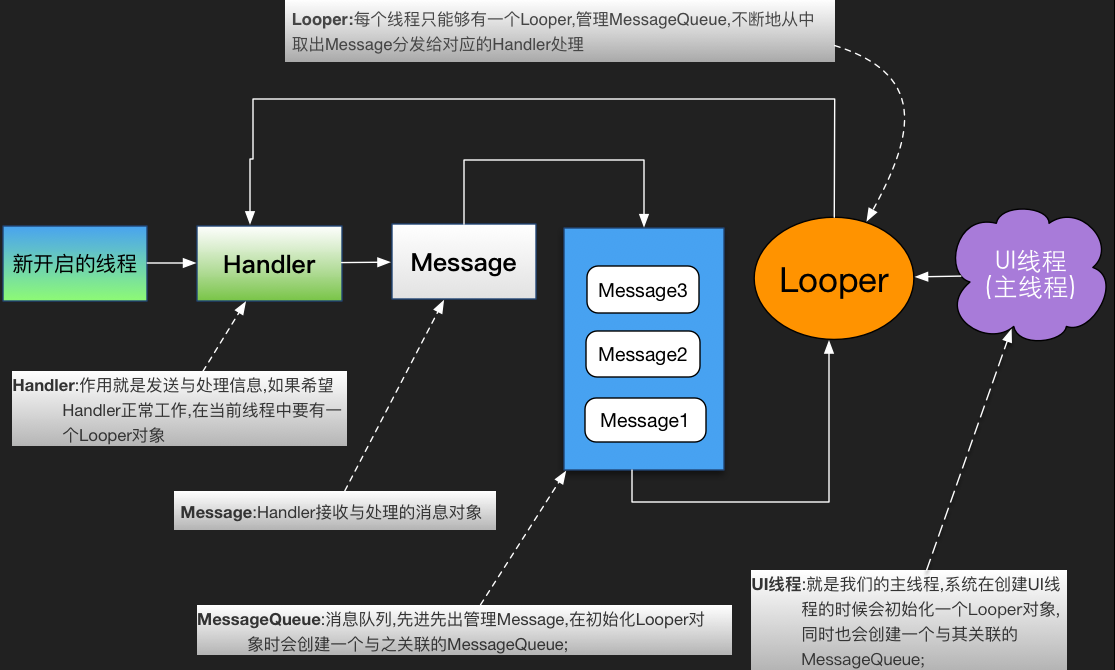 Looper:每个线程只能够有一个Looper,管理MessageQueue,不断地从中
取出Message分发给对应的Handler处理
新开启的线程
Handler
Message
Message3
Message2
Message1
Looper
UI线程
(主线程)
Handler:作用就是发送与处理信息,如果希望
Handler正常工作,在当前线程中要有一
个Looper对象
Message:Handler接收与处理的消息对象
MessageQueue:消息队列,先进先出管理Message,在初始化Looper对
象时会创建一个与之关联的MessageQueue;
UI线程:就是我们的主线程,系统在创建UI线
程的时候会初始化一个Looper对象,
同时也会创建一个与其关联的
MessageQueue;